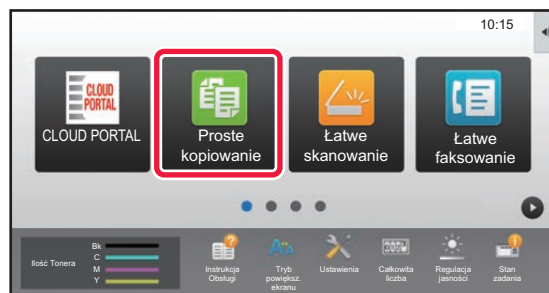 10:15
CLOUD
PORTAL
CLOUD PORTAL
Proste
kopiowanie
Łatwe
skanowanie
Łatwe
faksowanie
Ilość Tonera
Bk
C
M
Y
Instrukcja
Obsługi
Tryb
powiększ.
ekranu
Ustawienia
Całkowita
liczba
Regulacja
jasności
Stan
zadania